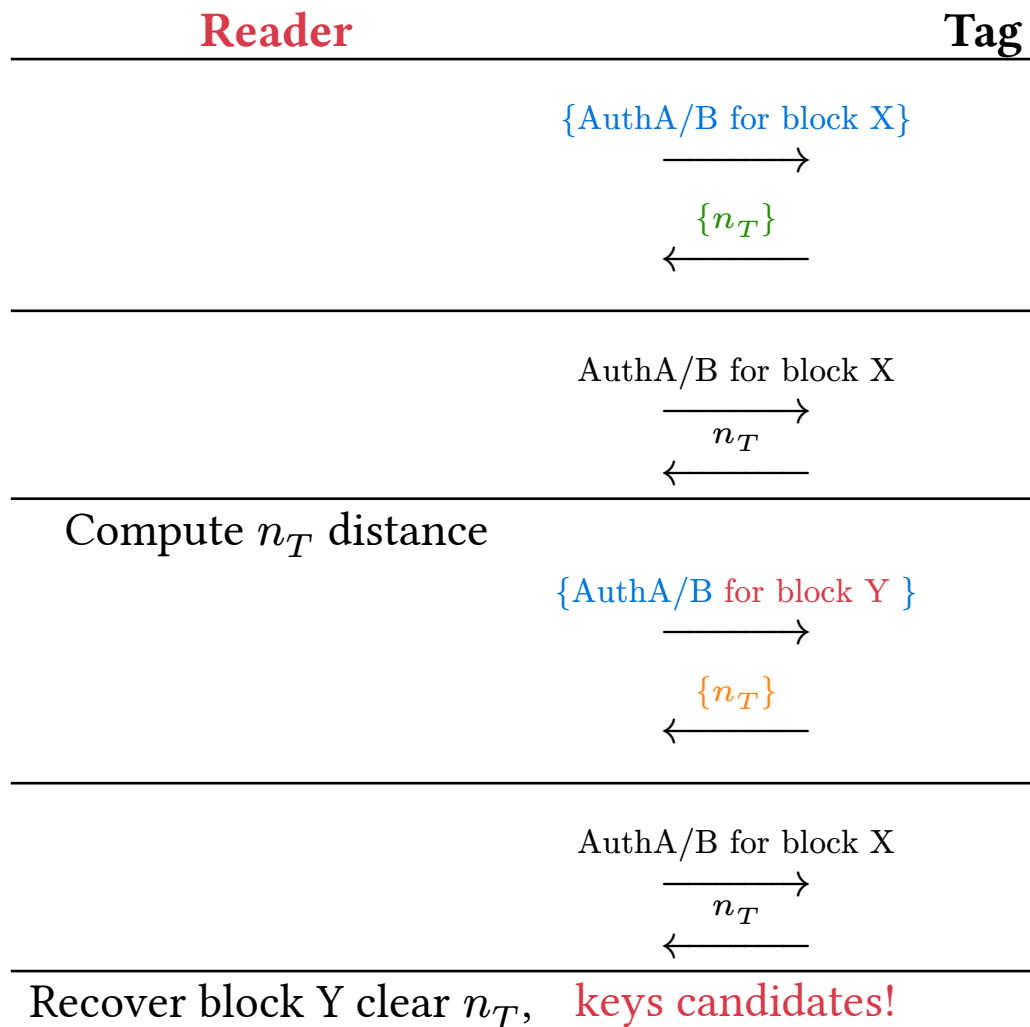 Reader Tag
{AuthA/B for block X}
{n_T}
AuthA/B for block X
n_T
Compute n_T distance
{AuthA/B for block Y }
{n_T}
AuthA/B for block X
n_T
Recover block Y clear n_T, keys candidates!